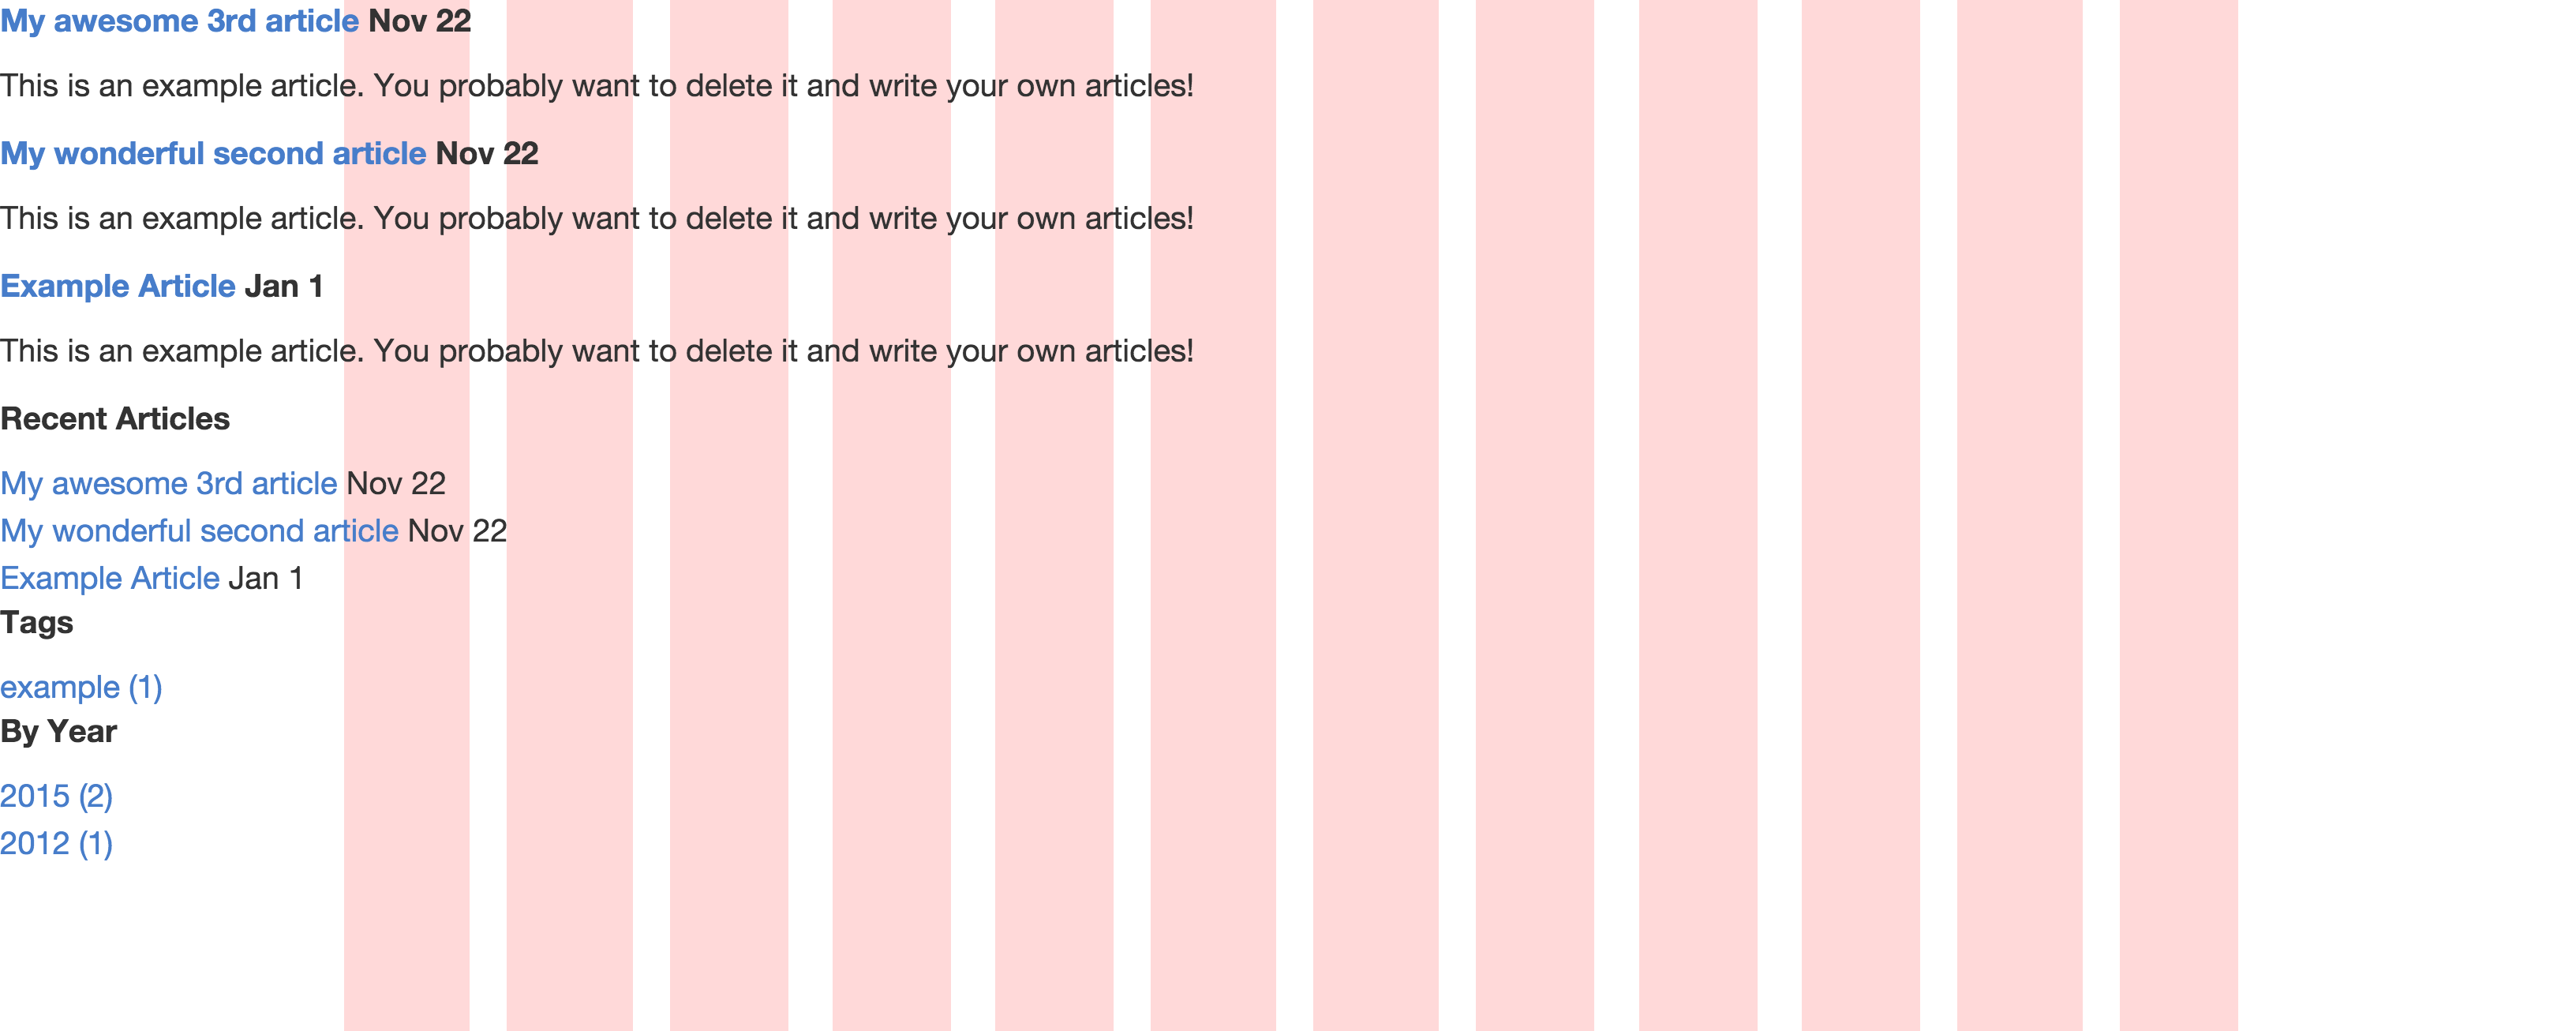 My awesome 3rd article Nov 22
This is an example article. You probably want to delete it and write your own articles!
My wonderful second article Nov 22
This is an example article. You probably want to delete it and write your own articles!
Example Article Jan 1
This is an example article. You probably want to delete it and write your own articles!
Recent Articles
My awesome 3rd article Nov 22
My wonderful second article Nov 22
Example Article Jan 1
Tags
example (1)
By Year
2015 (2)
2012 (1)